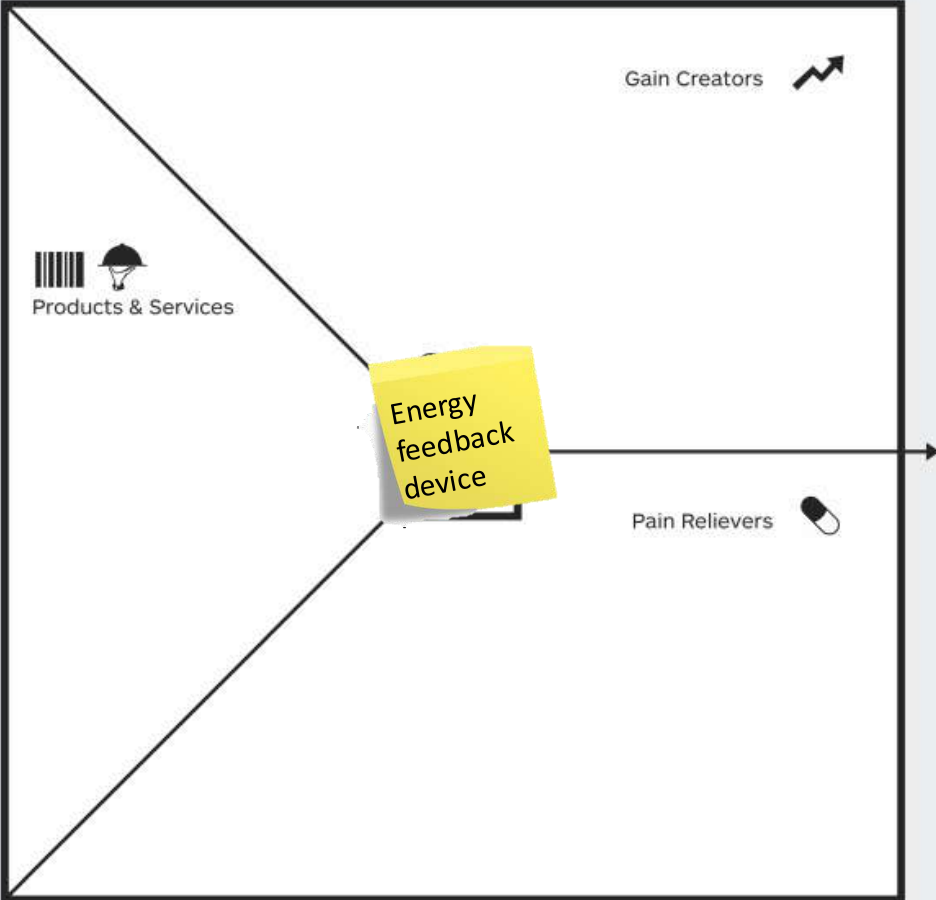 Gain Creators
Products & Services
Energy
feedback
device
Pain Relievers